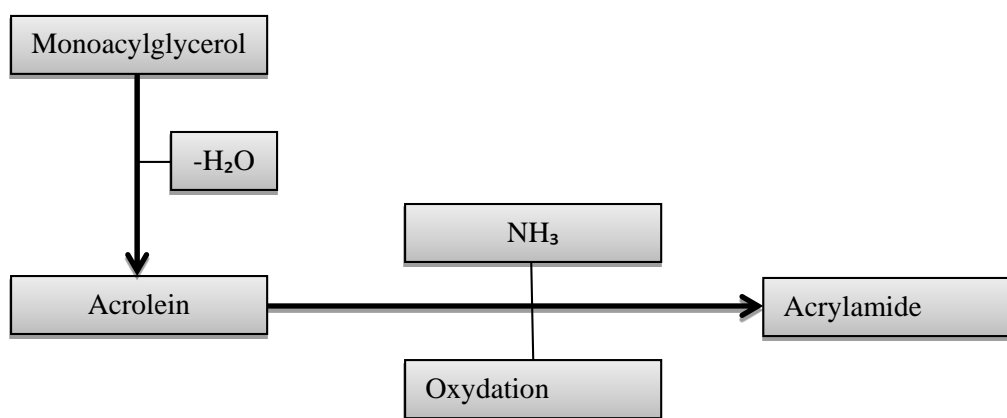 Monoacylglycerol
-H₂O
NH₃
Acrolein
Acrylamide
Oxydation